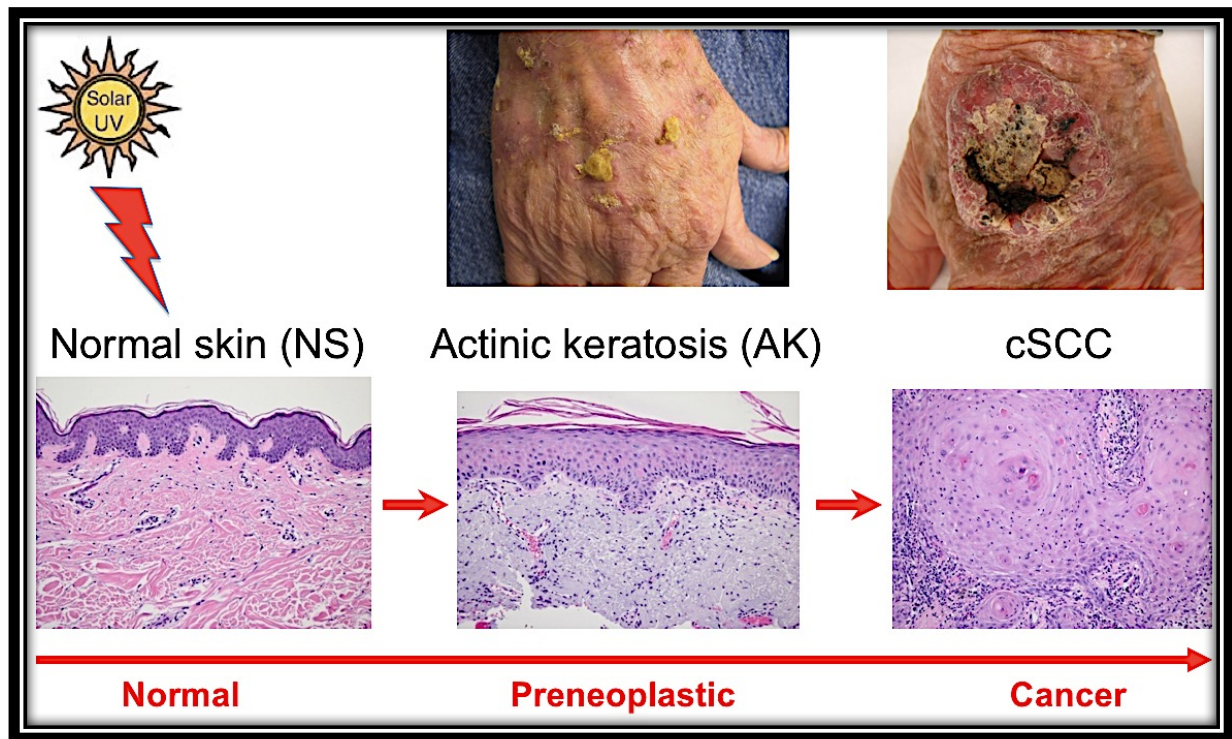 Solar
UV
Normal skin (NS)
Actinic keratosis (AK)
cSCC
Normal
Preneoplastic
Cancer